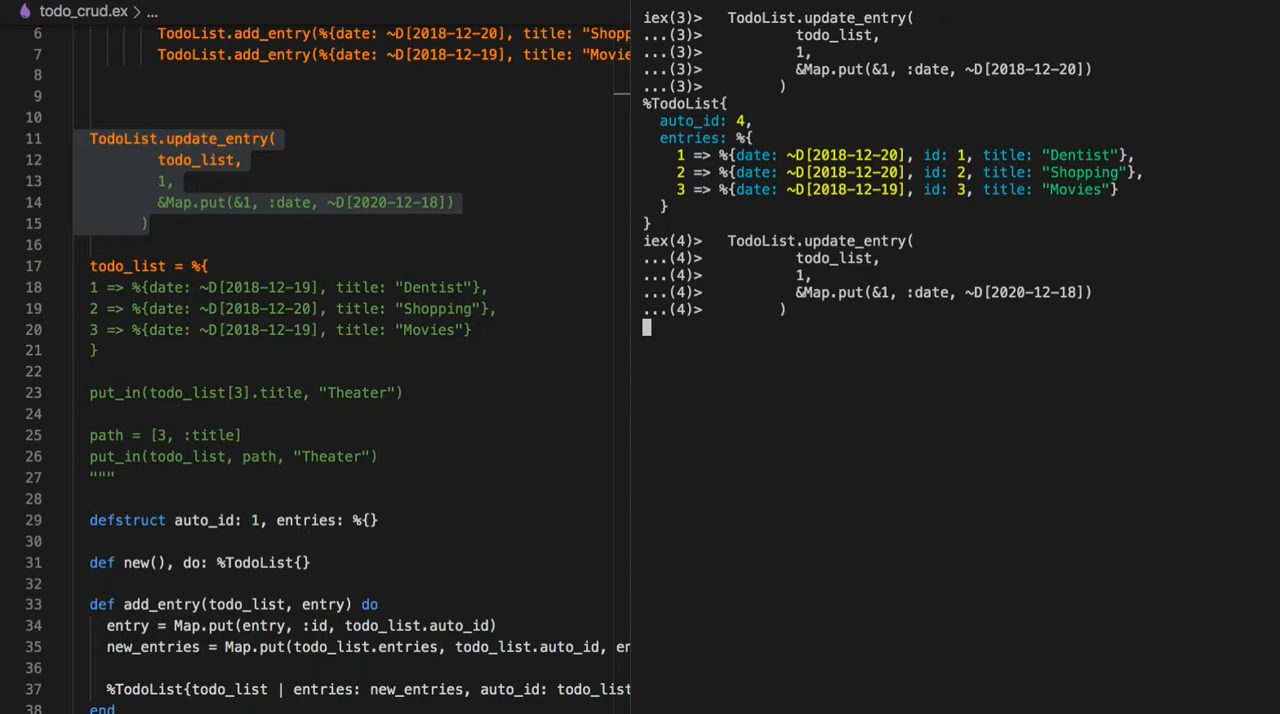 todo_crud.ex > ...
6 TodoList.add_entry(%{date: ~D[2018-12-20], title: "Shopp
7 TodoList.add_entry(%{date: ~D[2018-12-19], title: "Movie
8
9
10
11 TodoList.update_entry(
12 todo_list,
13 1,
14 &Map.put(&1, :date, ~D[2020-12-18])
15 )
16
17 todo_list = %{
18 1 => %{date: ~D[2018-12-19], title: "Dentist"},
19 2 => %{date: ~D[2018-12-20], title: "Shopping"},
20 3 => %{date: ~D[2018-12-19], title: "Movies"}
21 }
22
23 put_in(todo_list[3].title, "Theater")
24
25 path = [3, :title]
26 put_in(todo_list, path, "Theater")
27 """
28
29 defstruct auto_id: 1, entries: %{}
30
31 def new(), do: %TodoList{}
32
33 def add_entry(todo_list, entry) do
34 entry = Map.put(entry, :id, todo_list.auto_id)
35 new_entries = Map.put(todo_list.entries, todo_list.auto_id, en
36
37 %TodoList{todo_list | entries: new_entries, auto_id: todo_list
38 end
iex(3)> TodoList.update_entry(
...(3)> todo_list,
...(3)> 1,
...(3)> &Map.put(&1, :date, ~D[2018-12-20])
...(3)> )
%TodoList{
auto_id: 4,
entries: %{
1 => %{date: ~D[2018-12-20], id: 1, title: "Dentist"},
2 => %{date: ~D[2018-12-20], id: 2, title: "Shopping"},
3 => %{date: ~D[2018-12-19], id: 3, title: "Movies"}
}
}
iex(4)> TodoList.update_entry(
...(4)> todo_list,
...(4)> 1,
...(4)> &Map.put(&1, :date, ~D[2020-12-18])
...(4)> )